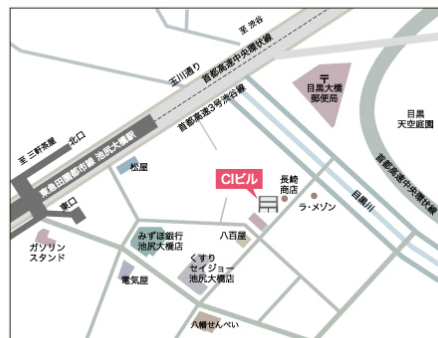 至 渋谷
玉川通り
首都高速中央環状線
首都高速3号渋谷線
〒
目黒大橋
郵便局
目黒
天空庭園
首都高速中央環状線
至 三軒茶屋
北口
東急田園都市線 池尻大橋駅
東口
松屋
CIビル
長崎
商店
ラ・メゾン
目黒川
ガソリン
スタンド
みずほ銀行
池尻大橋店
八百屋
くすり
セイジョー
池尻大橋店
電気屋
八幡せんべい